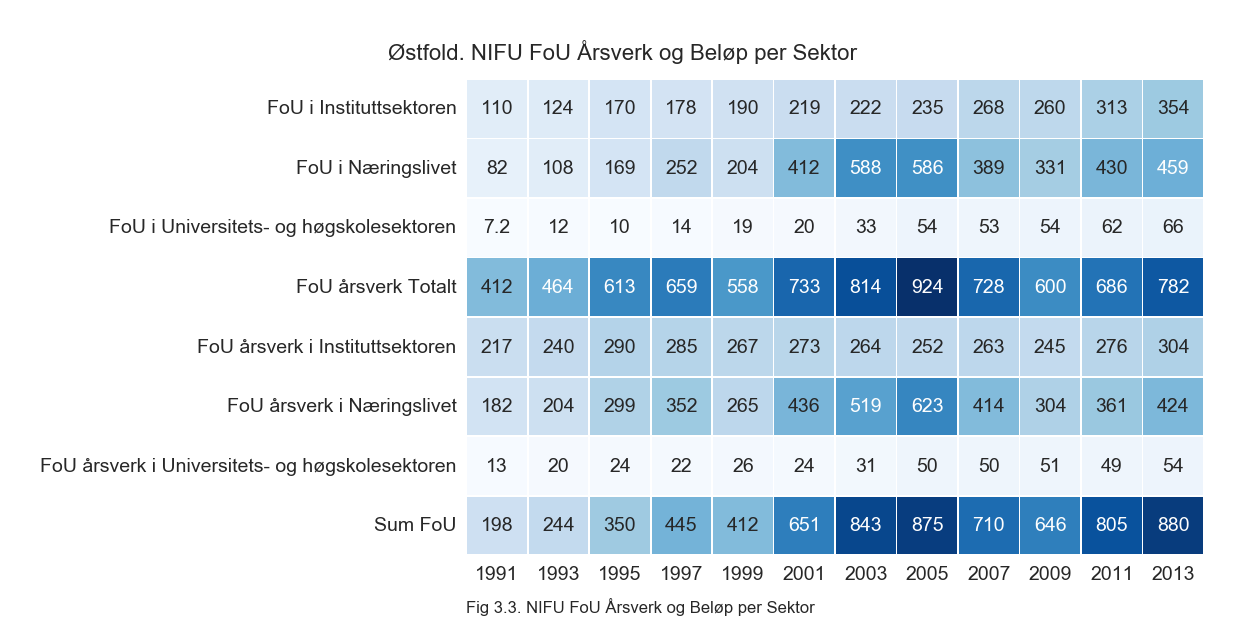 Østfold. NIFU FoU Årsverk og Beløp per Sektor
FoU i Instituttsektoren 110 124 170 178 190 219 222 235 268 260 313 354
FoU i Næringslivet 82 108 169 252 204 412 588 586 389 331 430 459
FoU i Universitets- og høgskolesektoren 7.2 12 10 14 19 20 33 54 53 54 62 66
FoU årsverk Totalt 412 464 613 659 558 733 814 924 728 600 686 782
FoU årsverk i Instituttsektoren 217 240 290 285 267 273 264 252 263 245 276 304
FoU årsverk i Næringslivet 182 204 299 352 265 436 519 623 414 304 361 424
FoU årsverk i Universitets- og høgskolesektoren 13 20 24 22 26 24 31 50 50 51 49 54
Sum FoU 198 244 350 445 412 651 843 875 710 646 805 880
1991 1993 1995 1997 1999 2001 2003 2005 2007 2009 2011 2013
Fig 3.3. NIFU FoU Årsverk og Beløp per Sektor